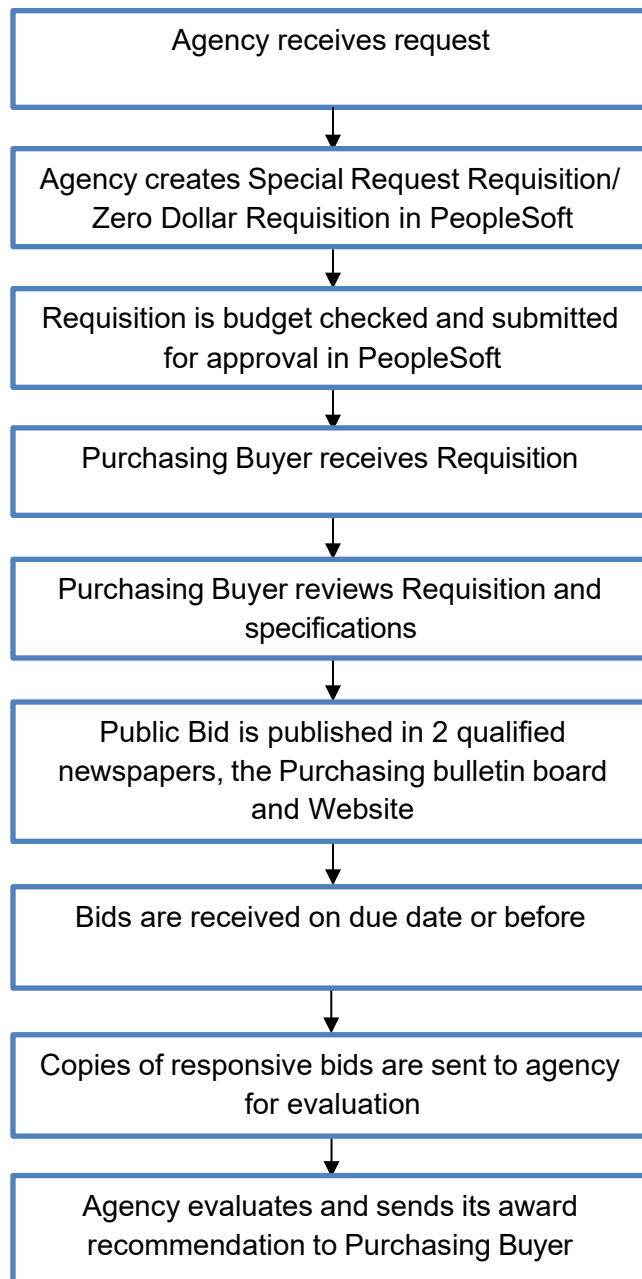 Agency receives request
Agency creates Special Request Requisition/
Zero Dollar Requisition in PeopleSoft
Requisition is budget checked and submitted
for approval in PeopleSoft
Purchasing Buyer receives Requisition
Purchasing Buyer reviews Requisition and
specifications
Public Bid is published in 2 qualified
newspapers, the Purchasing bulletin board
and Website
Bids are received on due date or before
Copies of responsive bids are sent to agency
for evaluation
Agency evaluates and sends its award
recommendation to Purchasing Buyer